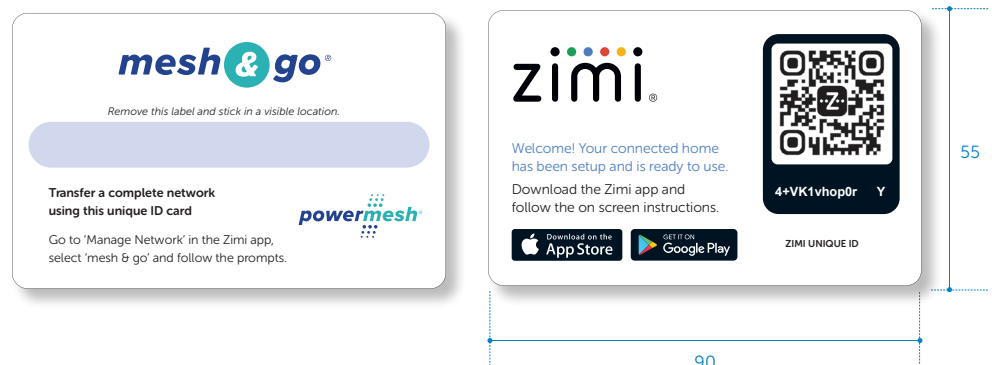 mesh & go®
Remove this label and stick in a visible location.
Transfer a complete network
using this unique ID card
powermesh®
Go to ‘Manage Network’ in the Zimi app,
select ‘mesh & go’ and follow the prompts.
zimi®
Welcome! Your connected home
has been setup and is ready to use.
Download the Zimi app and
follow the on screen instructions.
Download on the
App Store
GET IT ON
Google Play
Z
4+VK1vhop0r Y
ZIMI UNIQUE ID
55
90